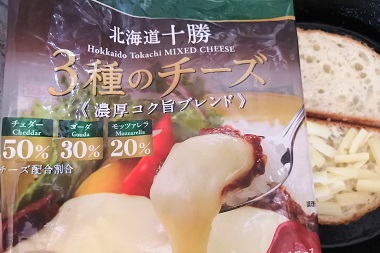 北海道十勝
Hokkaido Tokachi MIXED CHEESE
3種のチーズ
《濃厚コク旨ブレンド》
チェダー ゴーダ モッツァレラ
Cheddar Gouda Mozzarella
50% 30% 20%
チーズ配合割合